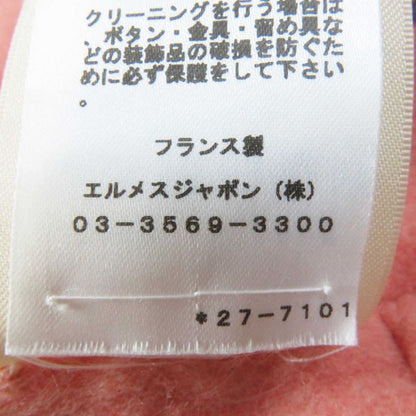 クリーニングを行う場合は
、ボタン・金具・留め具な
どの装飾品の破損を防ぐた
めに必ず保護をして下さい
。
フランス製
エルメスジャポン（株）
03-3569-3300
*27-7101